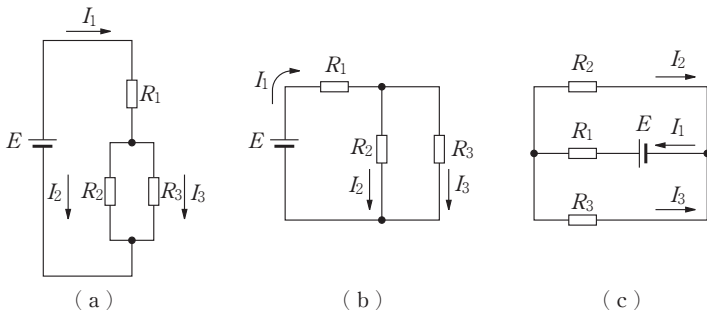 I₁
R₁
E
I₂
R₂
R₃
I₃
( a )
I₁
R₁
E
R₂
R₃
I₂
I₃
( b )
R₂
I₂
R₁
E
I₁
R₃
I₃
( c )